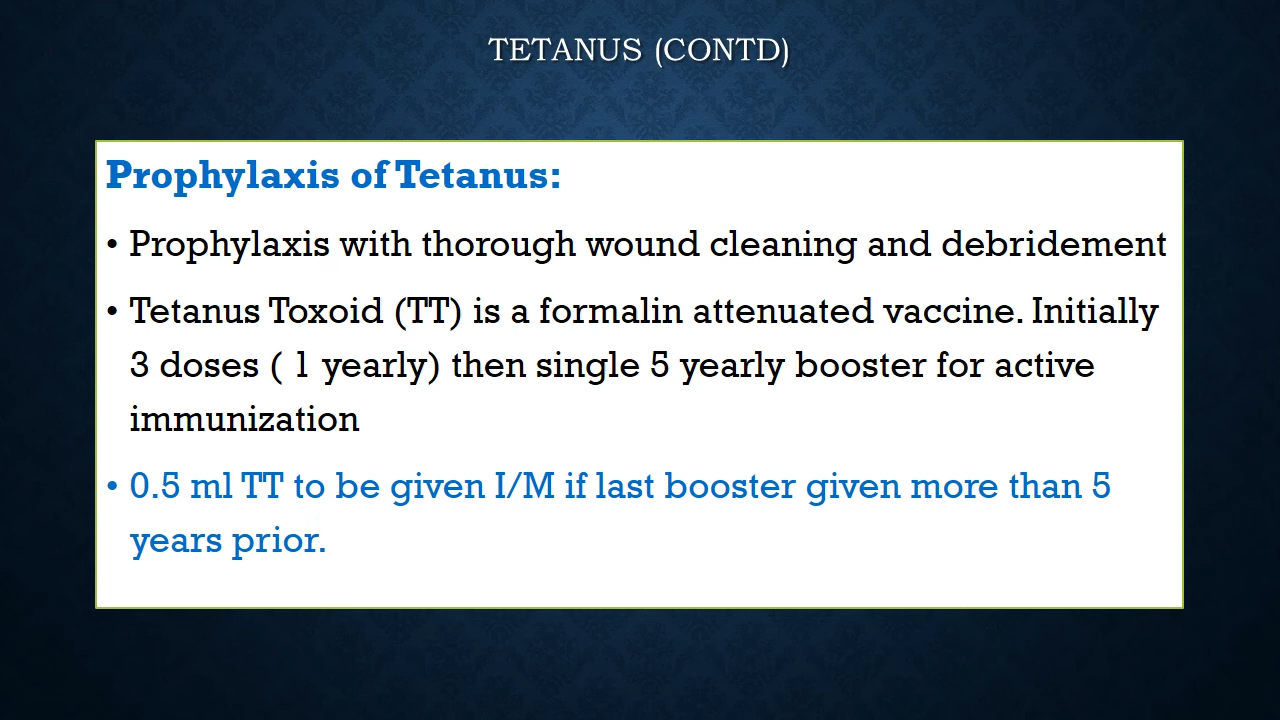 TETANUS (CONTD)
Prophylaxis of Tetanus:
• Prophylaxis with thorough wound cleaning and debridement
• Tetanus Toxoid (TT) is a formalin attenuated vaccine. Initially
3 doses ( 1 yearly) then single 5 yearly booster for active
immunization
• 0.5 ml TT to be given I/M if last booster given more than 5
years prior.